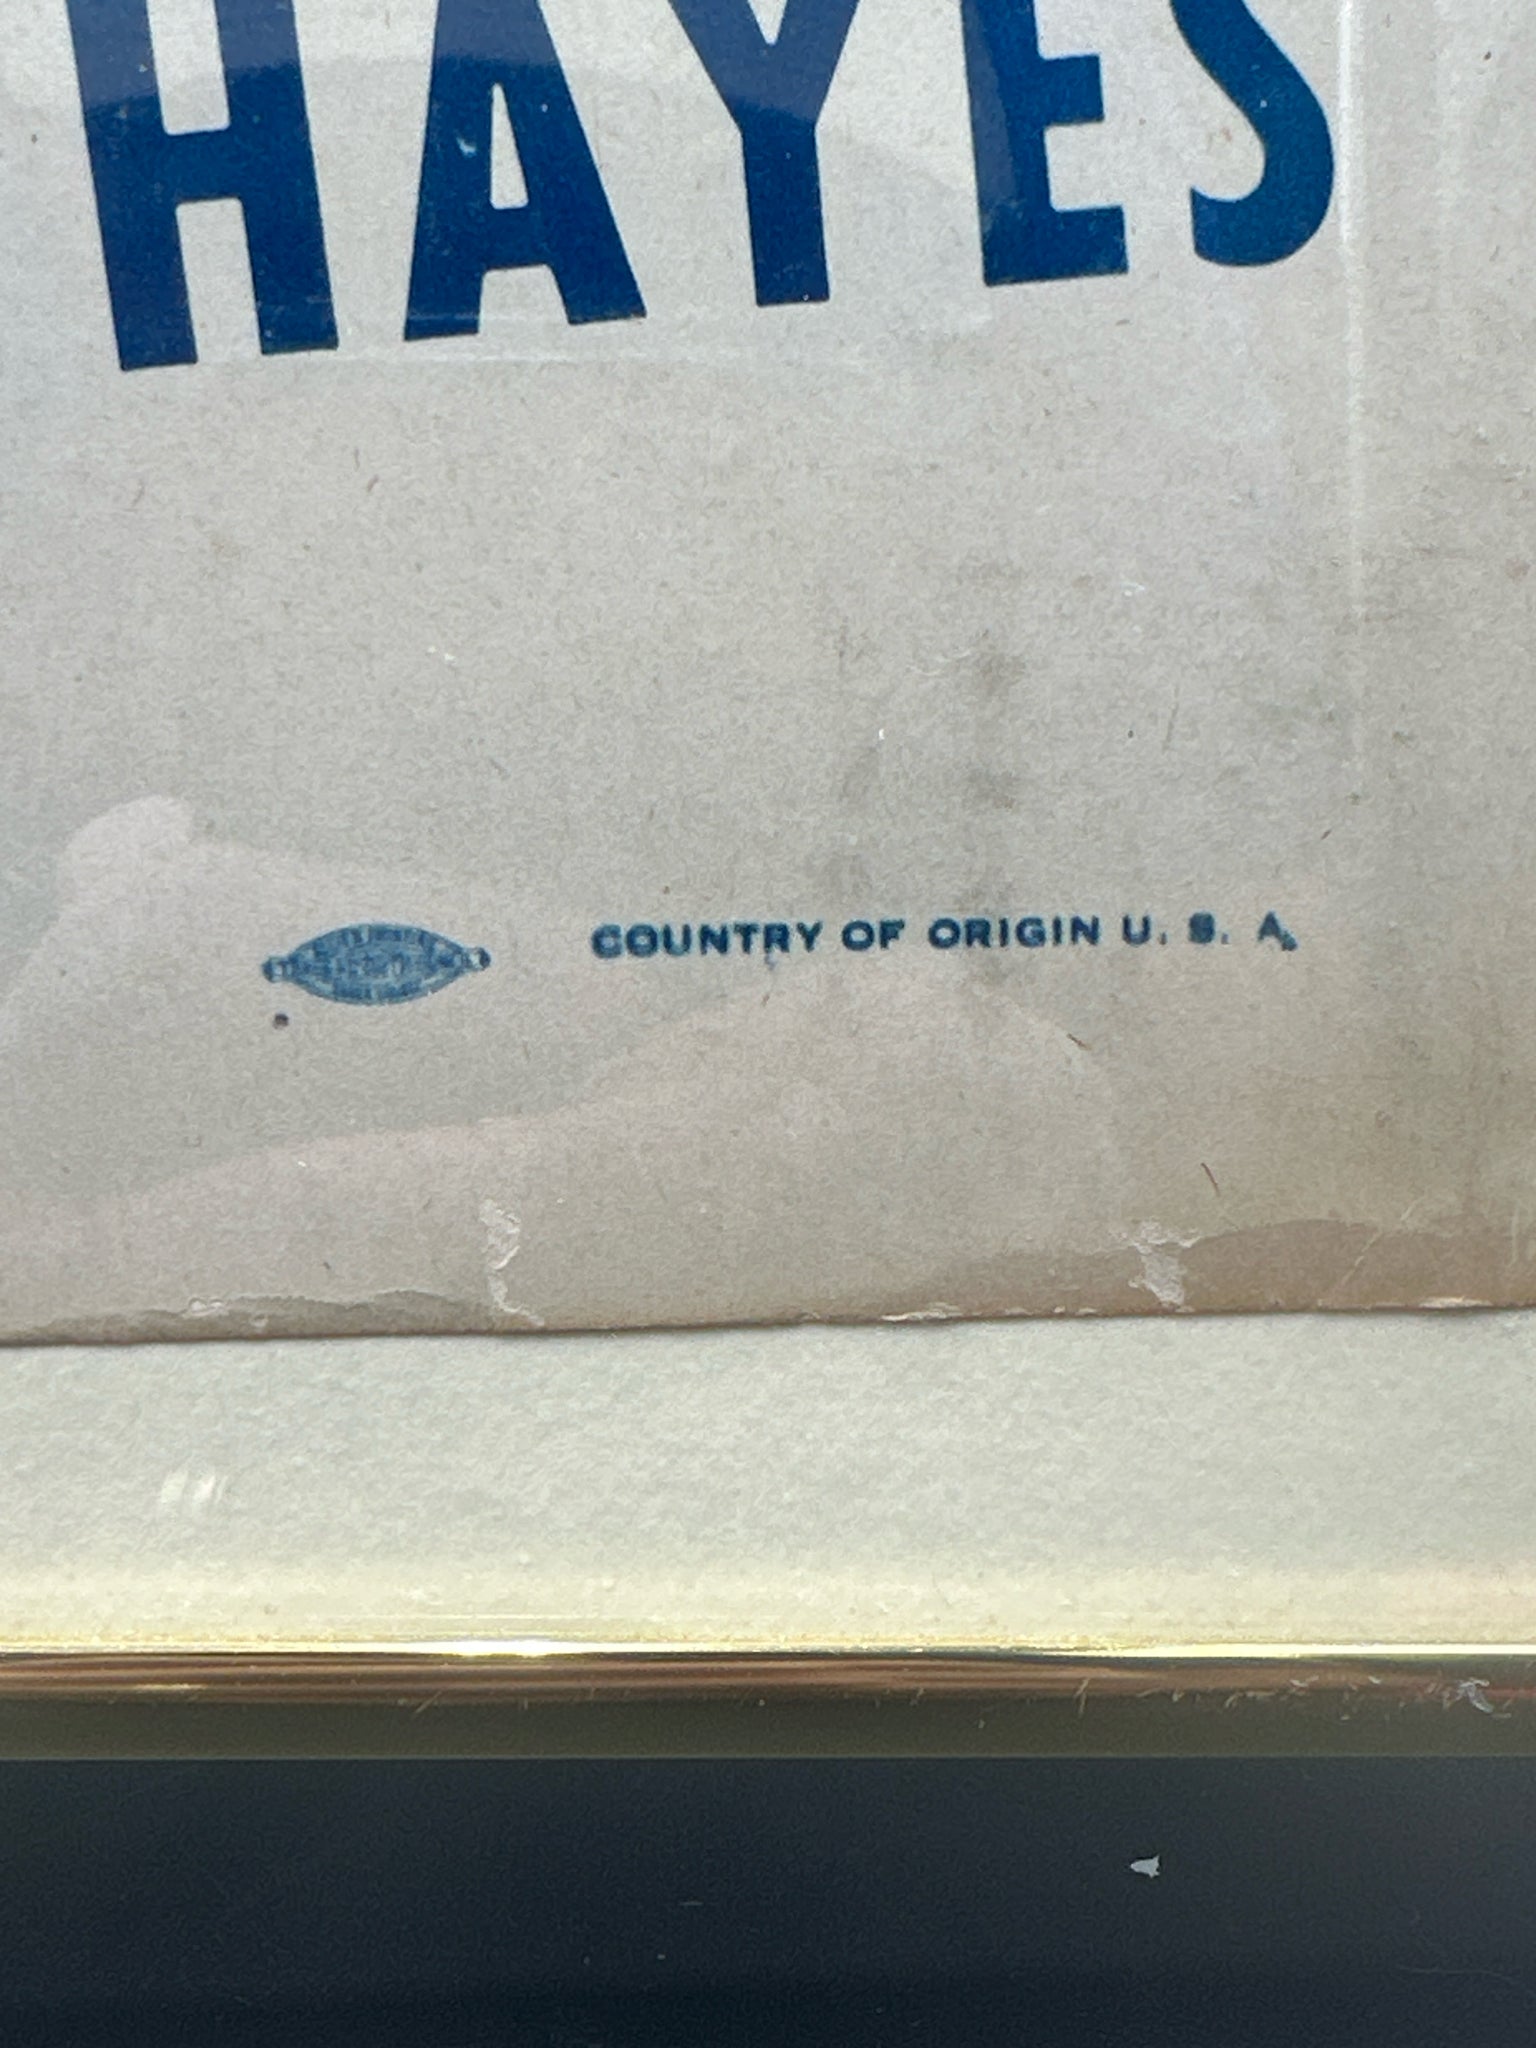 HAYES
COUNTRY OF ORIGIN U. S. A.